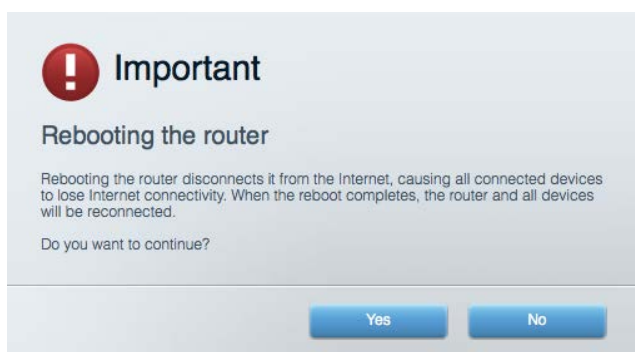 Important
Rebooting the router
Rebooting the router disconnects it from the Internet, causing all connected devices
to lose Internet connectivity. When the reboot completes, the router and all devices
will be reconnected.
Do you want to continue?
Yes No